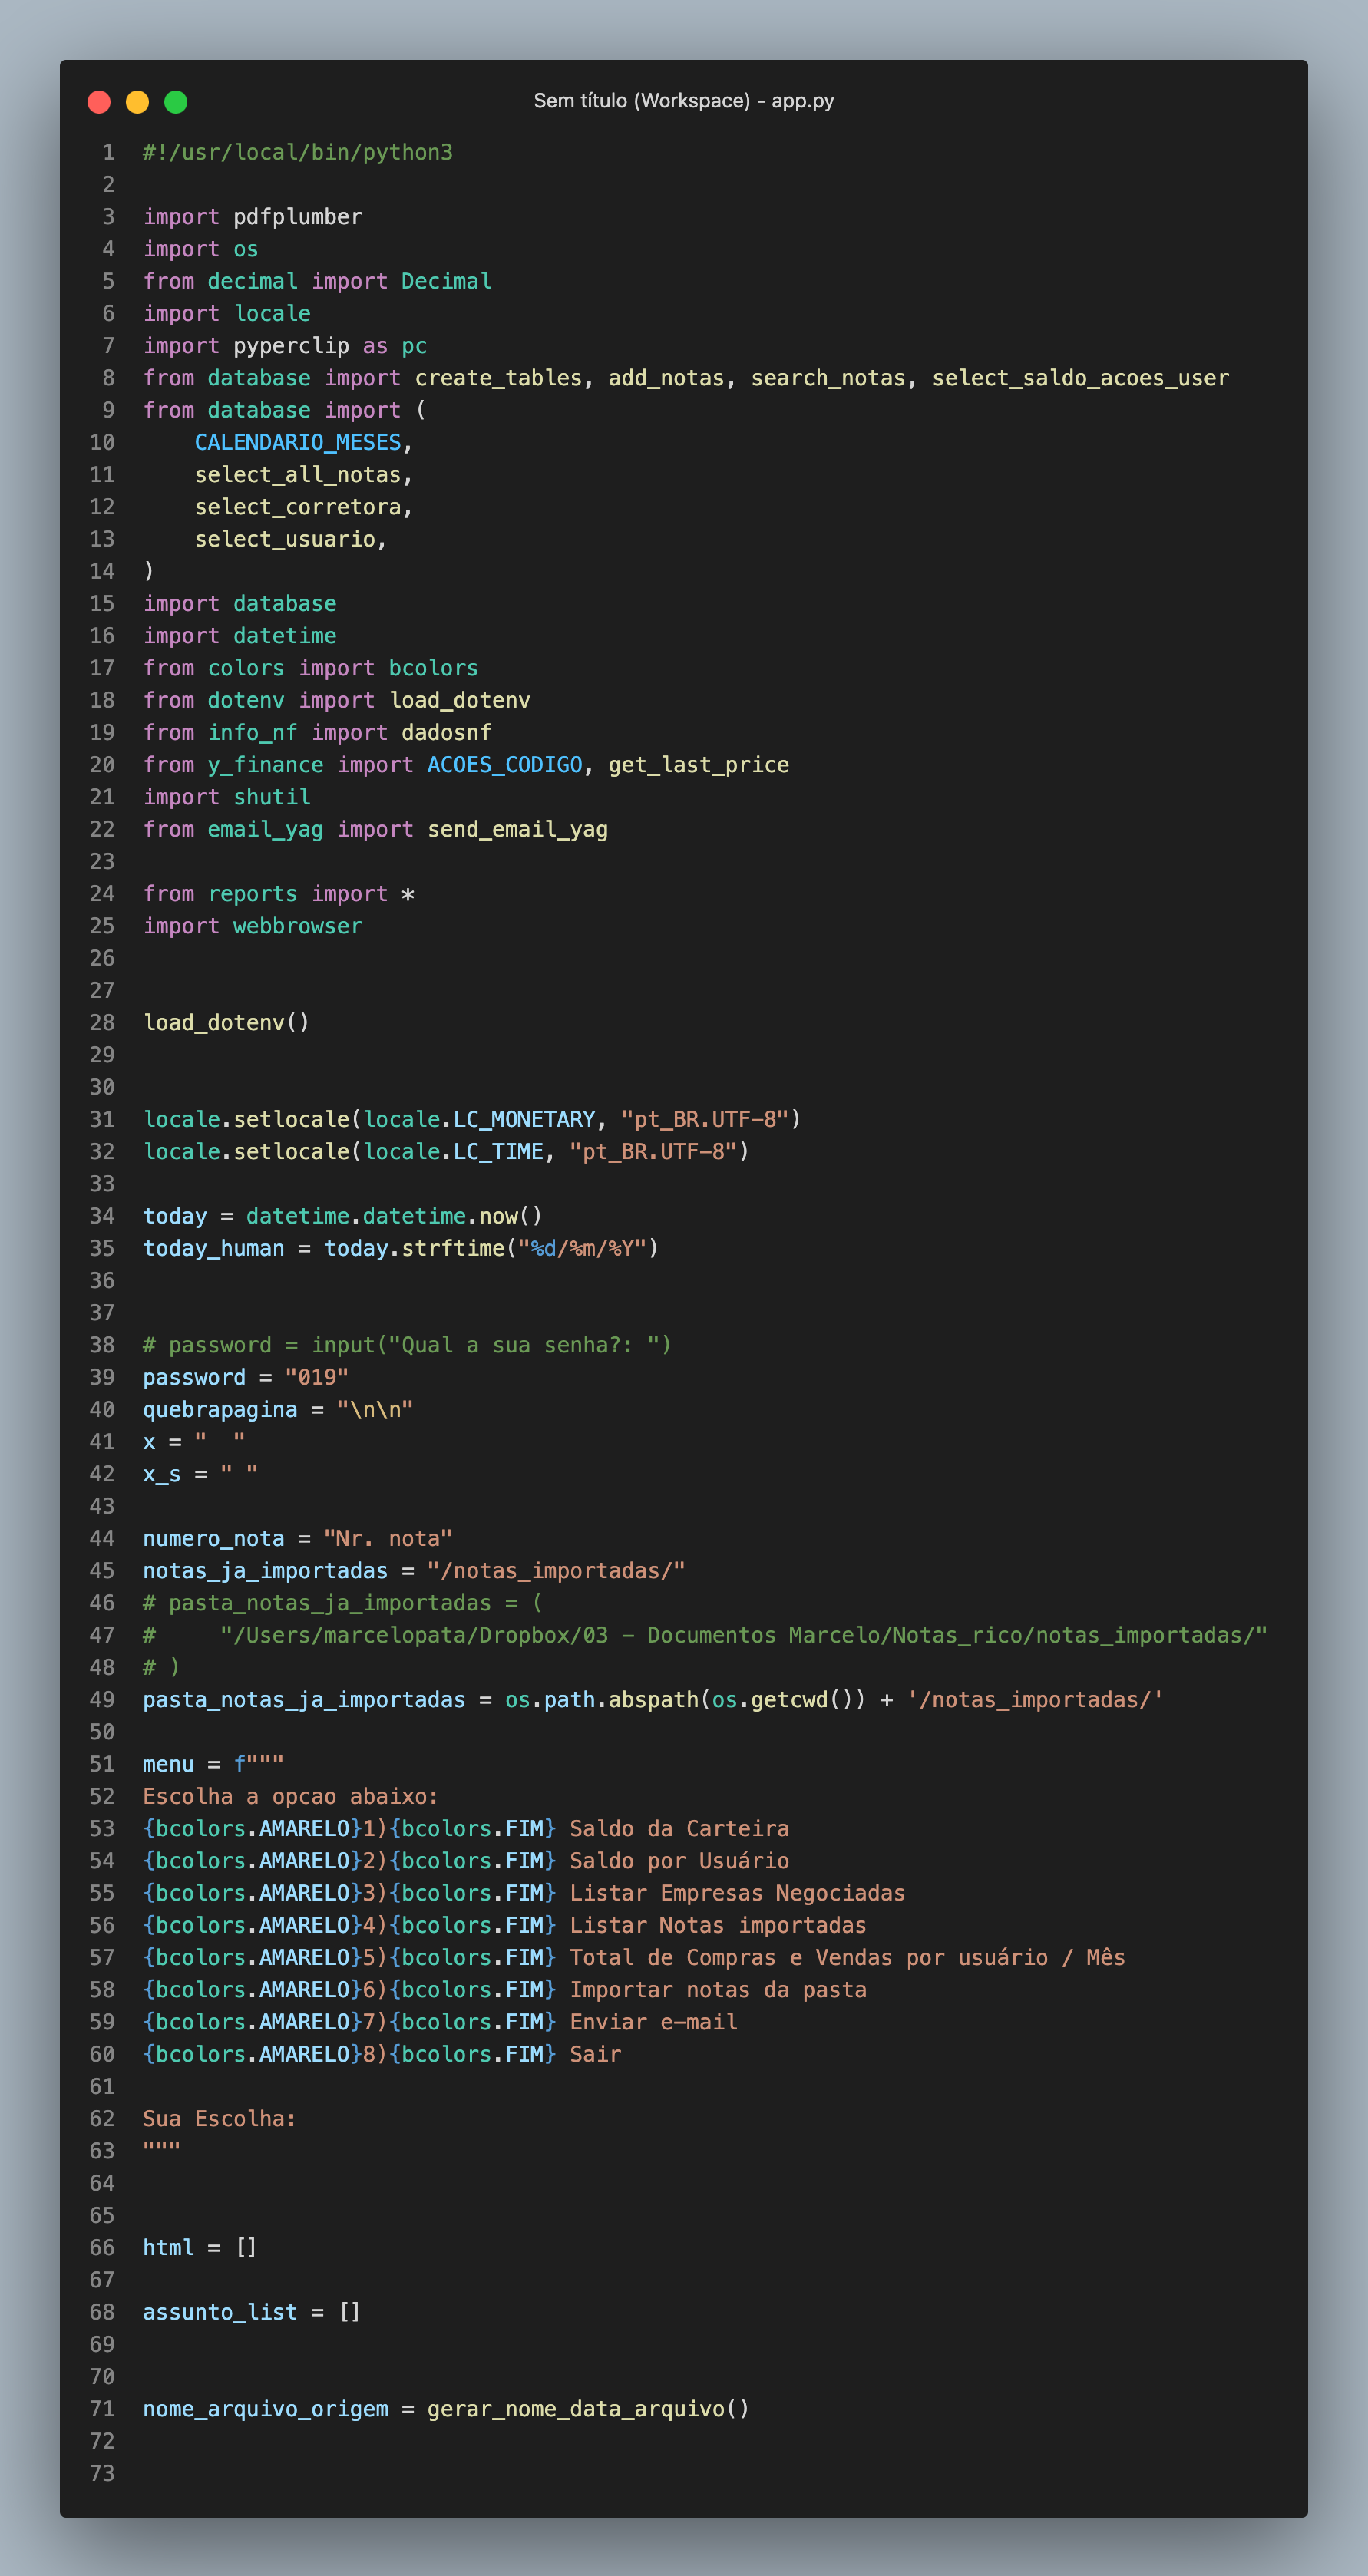 Sem título (Workspace) - app.py
1 #!/usr/local/bin/python3
2
3 import pdfplumber
4 import os
5 from decimal import Decimal
6 import locale
7 import pyperclip as pc
8 from database import create_tables, add_notas, search_notas, select_saldo_acoes_user
9 from database import (
10     CALENDARIO_MESES,
11     select_all_notas,
12     select_corretora,
13     select_usuario,
14 )
15 import database
16 import datetime
17 from colors import bcolors
18 from dotenv import load_dotenv
19 from info_nf import dadosnf
20 from y_finance import ACOES_CODIGO, get_last_price
21 import shutil
22 from email_yag import send_email_yag
23
24 from reports import *
25 import webbrowser
26
27
28 load_dotenv()
29
30
31 locale.setlocale(locale.LC_MONETARY, "pt_BR.UTF-8")
32 locale.setlocale(locale.LC_TIME, "pt_BR.UTF-8")
33
34 today = datetime.datetime.now()
35 today_human = today.strftime("%d/%m/%Y")
36
37
38 # password = input("Qual a sua senha?: ")
39 password = "019"
40 quebrapagina = "\n\n"
41 x = "  "
42 x_s = " "
43
44 numero_nota = "Nr. nota"
45 notas_ja_importadas = "/notas_importadas/"
46 # pasta_notas_ja_importadas = (
47 #     "/Users/marcelopata/Dropbox/03 - Documentos Marcelo/Notas_rico/notas_importadas/"
48 # )
49 pasta_notas_ja_importadas = os.path.abspath(os.getcwd()) + '/notas_importadas/'
50
51 menu = f"""
52 Escolha a opcao abaixo:
53 {bcolors.AMARELO}1){bcolors.FIM} Saldo da Carteira
54 {bcolors.AMARELO}2){bcolors.FIM} Saldo por Usuário
55 {bcolors.AMARELO}3){bcolors.FIM} Listar Empresas Negociadas
56 {bcolors.AMARELO}4){bcolors.FIM} Listar Notas importadas
57 {bcolors.AMARELO}5){bcolors.FIM} Total de Compras e Vendas por usuário / Mês
58 {bcolors.AMARELO}6){bcolors.FIM} Importar notas da pasta
59 {bcolors.AMARELO}7){bcolors.FIM} Enviar e-mail
60 {bcolors.AMARELO}8){bcolors.FIM} Sair
61
62 Sua Escolha:
63 """
64
65
66 html = []
67
68 assunto_list = []
69
70
71 nome_arquivo_origem = gerar_nome_data_arquivo()
72
73